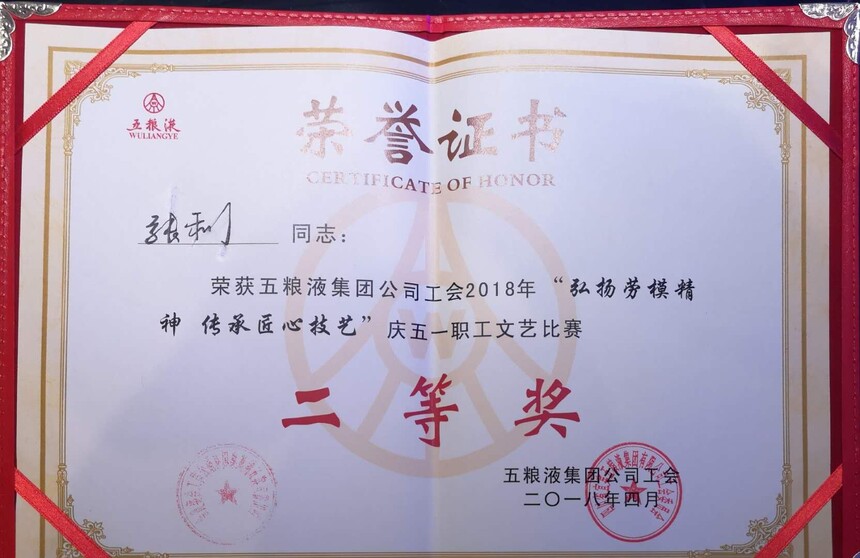 五粮液
WULIANGYE
荣誉证书
CERTIFICATE OF HONOR
张利 同志：
荣获五粮液集团公司工会2018年“弘扬劳模精
神 传承匠心技艺”庆五一职工文艺比赛
二等奖
五粮液集团公司工会
二〇一八年四月